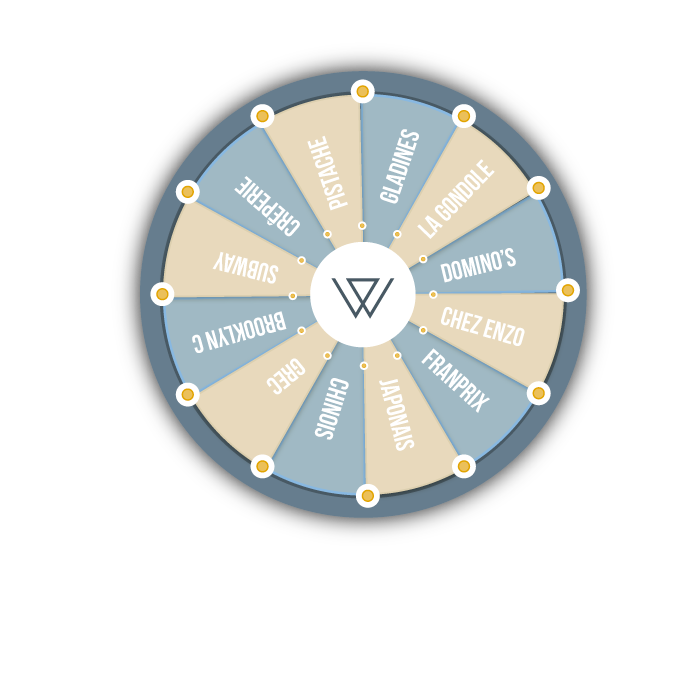 GLADINES
LA GONDOLE
DOMINO.'S
CHEZ ENZO
FRANPRIX
JAPONAIS
CHINOIS
GREC
BROOKLYN C
SUBWAY
CRÊPERIE
PISTACHE